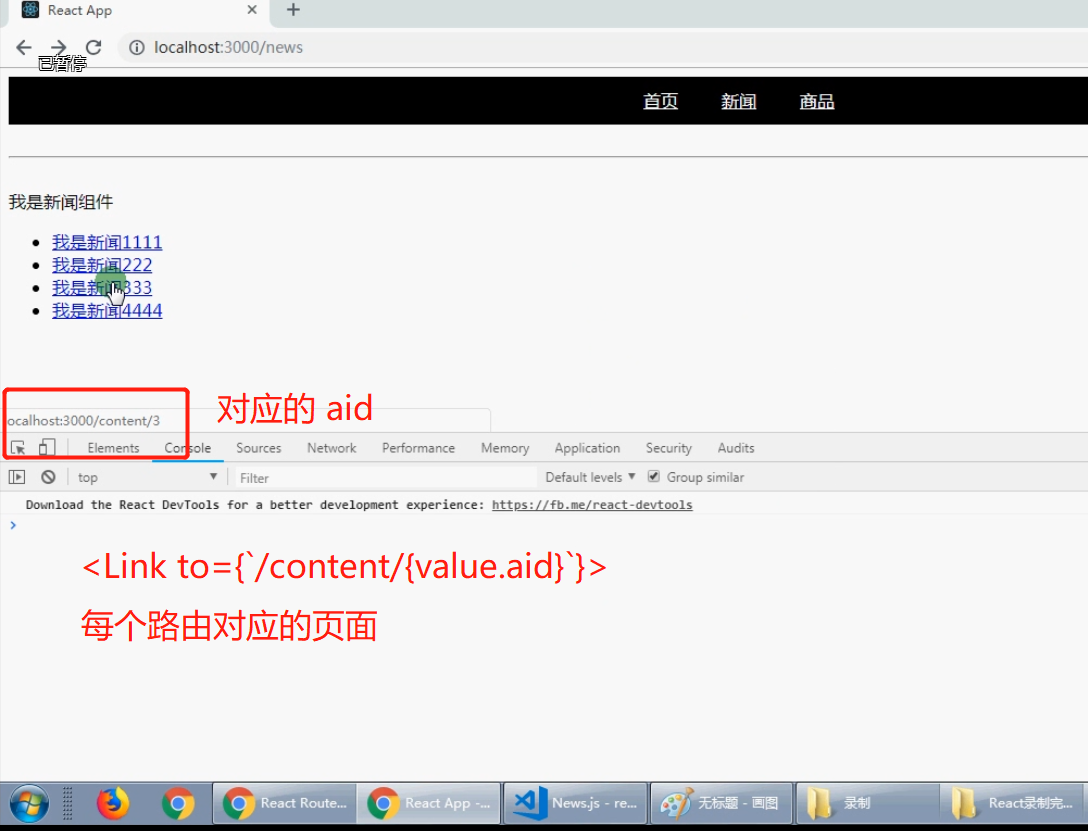 React App
localhost:3000/news
已暂停
首页 新闻 商品
我是新闻组件
我是新闻1111
我是新闻222
我是新闻333
我是新闻4444
对应的 aid
ocalhost:3000/content/3
Elements Console Sources Network Performance Memory Application Security Audits
top Filter Default levels Group similar
Download the React DevTools for a better development experience: https://fb.me/react-devtools
<Link to={`/content/{value.aid}`}>
每个路由对应的页面
React Route... React App -... News.js - re... 无标题 - 画图 录制 React录制完...